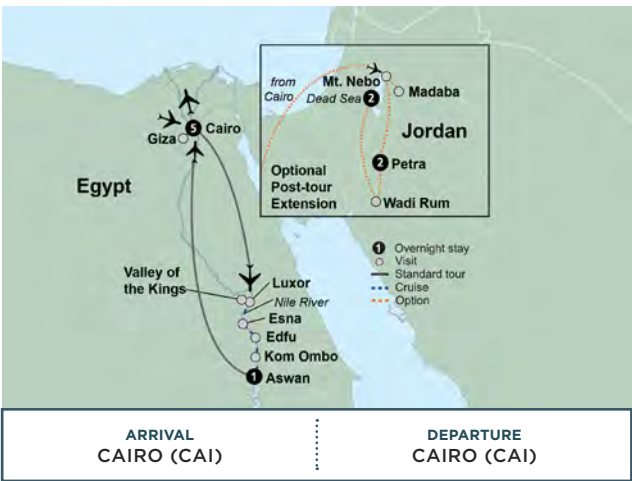 from
Cairo
Mt. Nebo
Dead Sea
2
Madaba
Jordan
2
Petra
Optional
Post-tour
Extension
Wadi Rum
5
Cairo
Giza
Egypt
1 Overnight stay
Visit
Standard tour
Cruise
Option
Valley of
the Kings
Luxor
Nile River
Esna
Edfu
Kom Ombo
1
Aswan
ARRIVAL
CAIRO (CAI)
DEPARTURE
CAIRO (CAI)